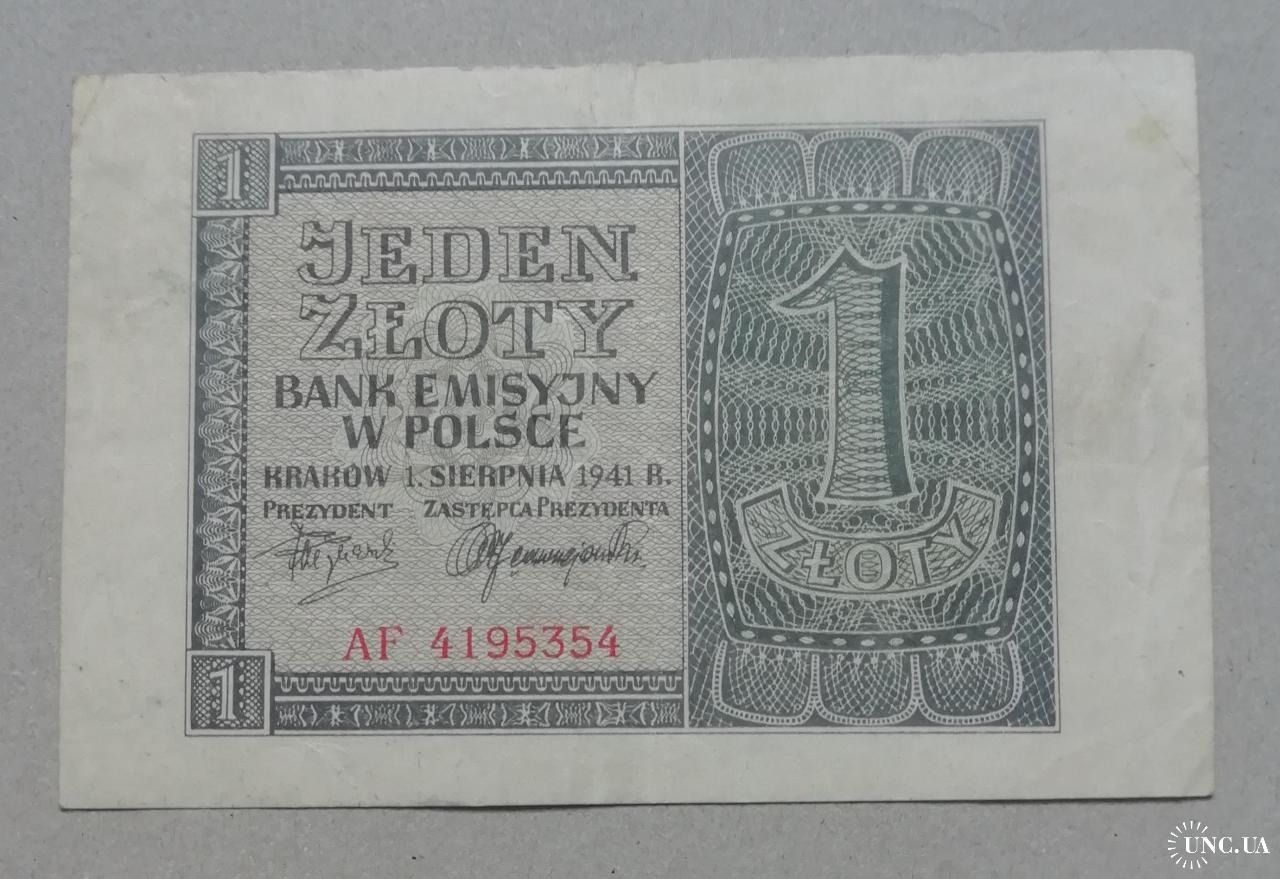 1
JEDEN
ZŁOTY
BANK EMISYJNY
W POLSCE
KRAKÓW 1. SIERPNIA 1941 R.
PREZYDENT ZASTĘPCA PREZYDENTA
AF 4195354
1
1
ZŁOTY
UNC.UA